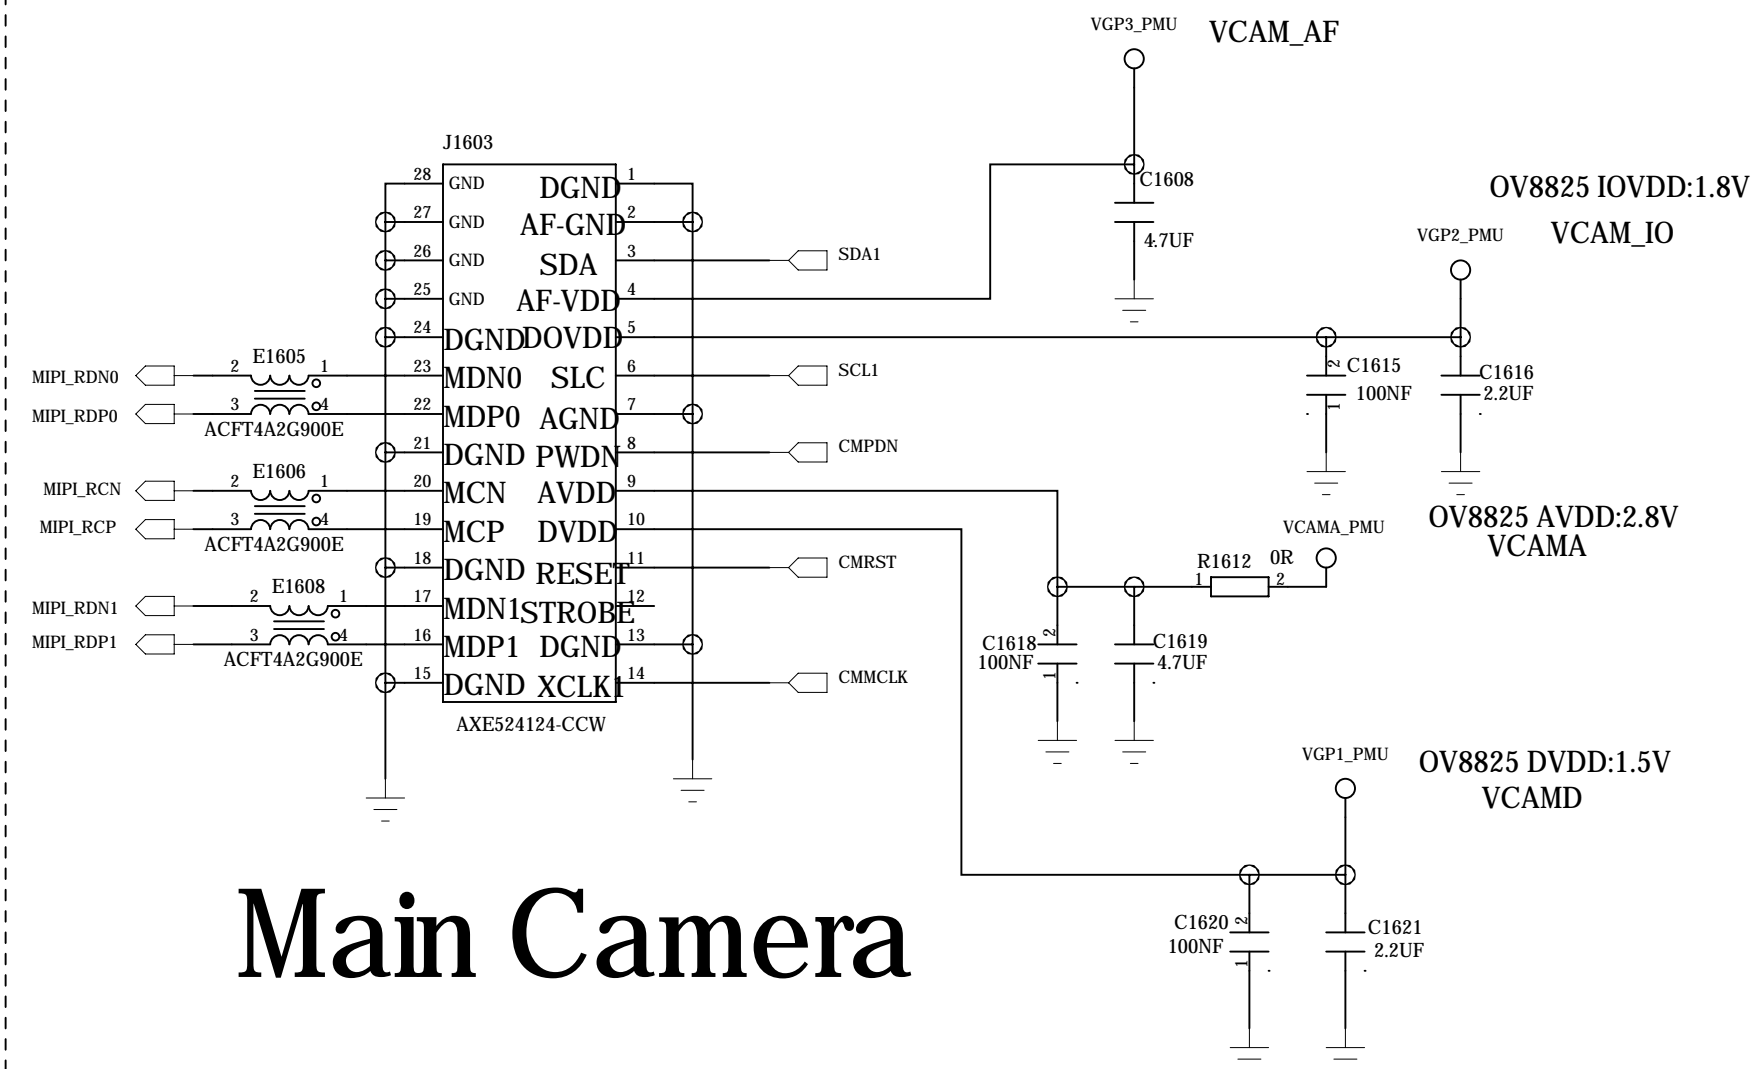 VGP3_PMU VCAM_AF
J1603
28 GND DGND 1
27 GND AF-GND 2
26 GND SDA 3 SDA1
25 GND AF-VDD 4
24 DGND DOVDD 5
MIPI_RDN0 2 E1605 1 23 MDN0 SLC 6 SCL1
MIPI_RDP0 3 4 22 MDP0 AGND 7
ACFT4A2G900E
21 DGND PWDN 8 CMPDN
MIPI_RCN 2 E1606 1 20 MCN AVDD 9
MIPI_RCP 3 4 19 MCP DVDD 10
ACFT4A2G900E
18 DGND RESET 11 CMRST
MIPI_RDN1 2 E1608 1 17 MDN1 STROBE 12
MIPI_RDP1 3 4 16 MDP1 DGND 13
ACFT4A2G900E
15 DGND XCLK1 14 CMMCLK
AXE524124-CCW
C1608
4.7UF
OV8825 IOVDD:1.8V
VGP2_PMU VCAM_IO
2 C1615 C1616
1 100NF 2.2UF
OV8825 AVDD:2.8V
VCAMA_PMU VCAMA
R1612 0R
1 2
2 C1618 C1619
1 100NF 4.7UF
VGP1_PMU OV8825 DVDD:1.5V
VCAMD
C1620 2 C1621
100NF 1 2.2UF
Main Camera